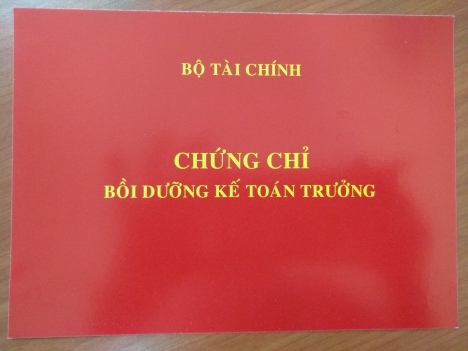 BỘ TÀI CHÍNH
CHỨNG CHỈ
BỒI DƯỠNG KẾ TOÁN TRƯỞNG